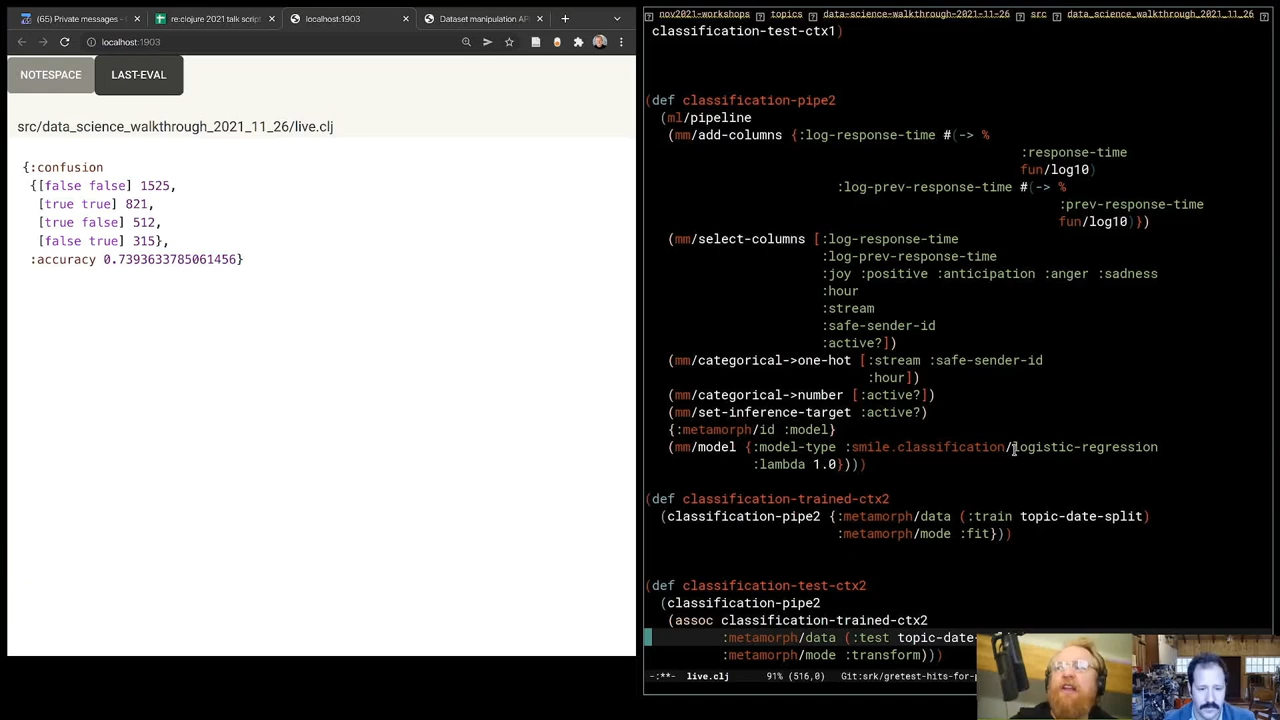 (65) Private messages -
re:clojure 2021 talk script
localhost:1903
Dataset manipulation API
localhost:1903
NOTESPACE
LAST-EVAL
src/data_science_walkthrough_2021_11_26/live.clj
{:confusion
{[false false] 1525,
[true true] 821,
[true false] 512,
[false true] 315},
:accuracy 0.7393633785061456}
nov2021-workshops
topics
data-science-walkthrough-2021-11-26
src
data_science_walkthrough_2021_11_26
classification-test-ctx1)
(def classification-pipe2
(ml/pipeline
(mm/add-columns {:log-response-time #(-> %
:response-time
fun/log10)
:log-prev-response-time #(-> %
:prev-response-time
fun/log10)})
(mm/select-columns [:log-response-time
:log-prev-response-time
:joy :positive :anticipation :anger :sadness
:hour
:stream
:safe-sender-id
:active?])
(mm/categorical->one-hot [:stream :safe-sender-id
:hour])
(mm/categorical->number [:active?])
(mm/set-inference-target :active?)
{:metamorph/id :model}
(mm/model {:model-type :smile.classification/logistic-regression
:lambda 1.0})))
(def classification-trained-ctx2
(classification-pipe2 {:metamorph/data (:train topic-date-split)
:metamorph/mode :fit}))
(def classification-test-ctx2
(classification-pipe2
(assoc classification-trained-ctx2
:metamorph/data (:test topic-date-
:metamorph/mode :transform)))
-:**- live.clj 91% (516,0) Git:srk/gretest-hits-for-p